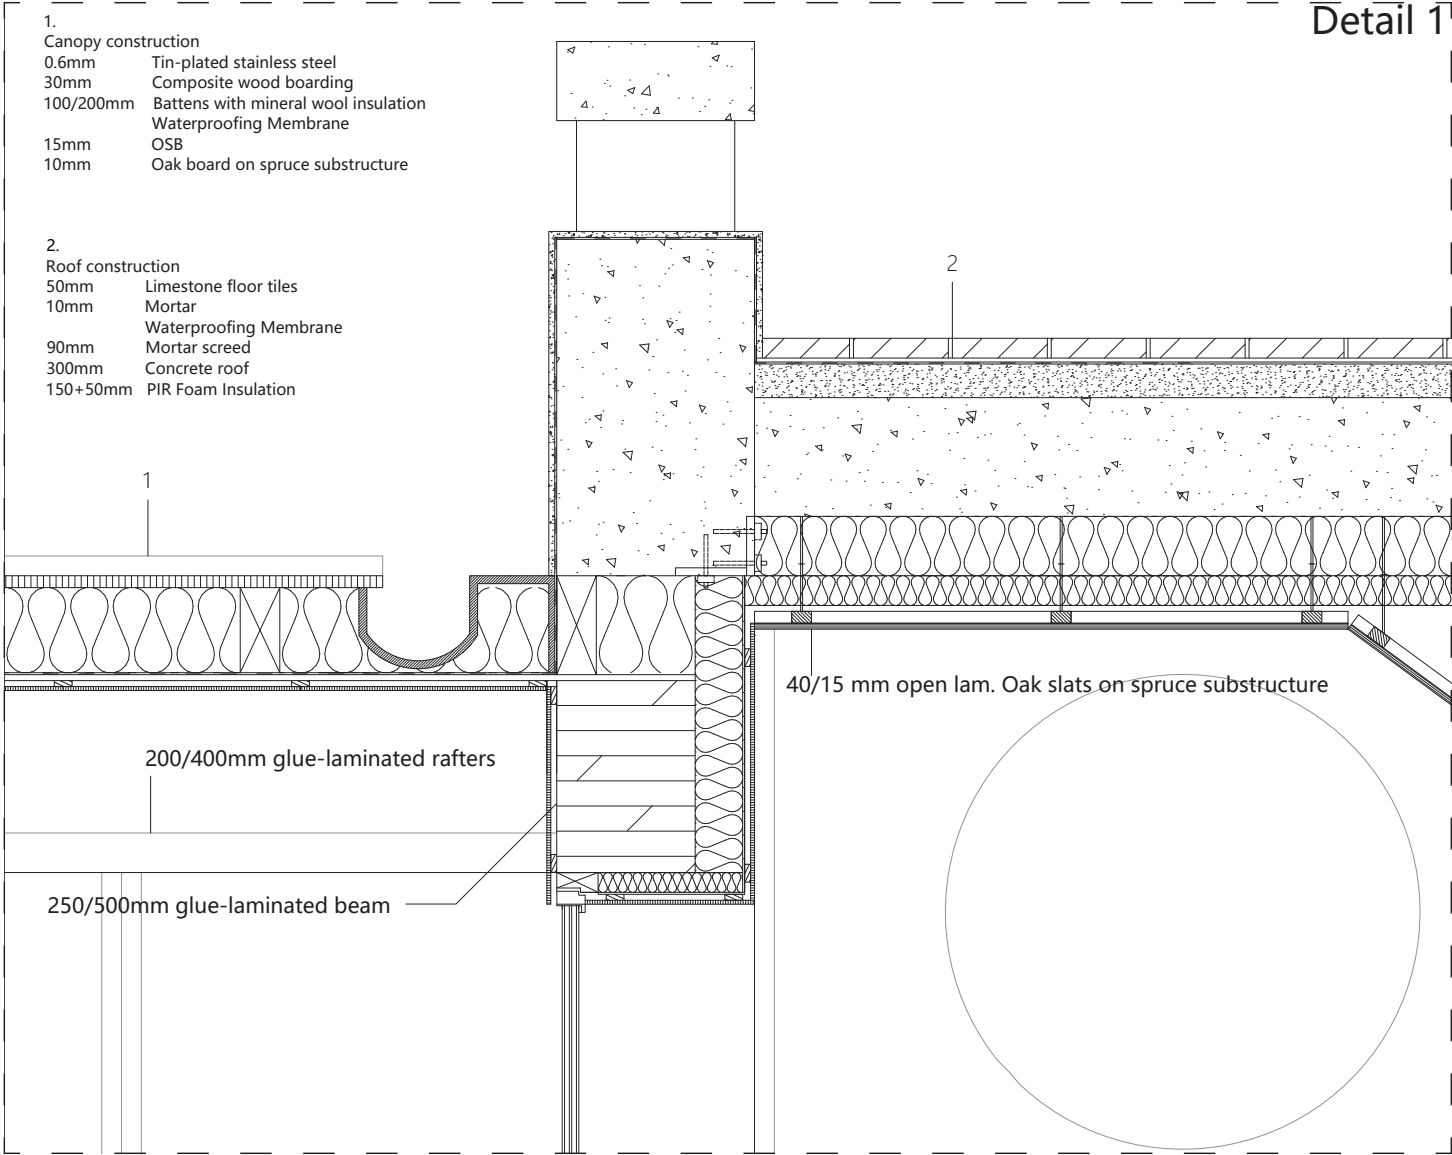 Detail 1
1.
Canopy construction
0.6mm Tin-plated stainless steel
30mm Composite wood boarding
100/200mm Battens with mineral wool insulation
Waterproofing Membrane
15mm OSB
10mm Oak board on spruce substructure
2.
Roof construction
50mm Limestone floor tiles
10mm Mortar
Waterproofing Membrane
90mm Mortar screed
300mm Concrete roof
150+50mm PIR Foam Insulation
2
1
40/15 mm open lam. Oak slats on spruce substructure
200/400mm glue-laminated rafters
250/500mm glue-laminated beam